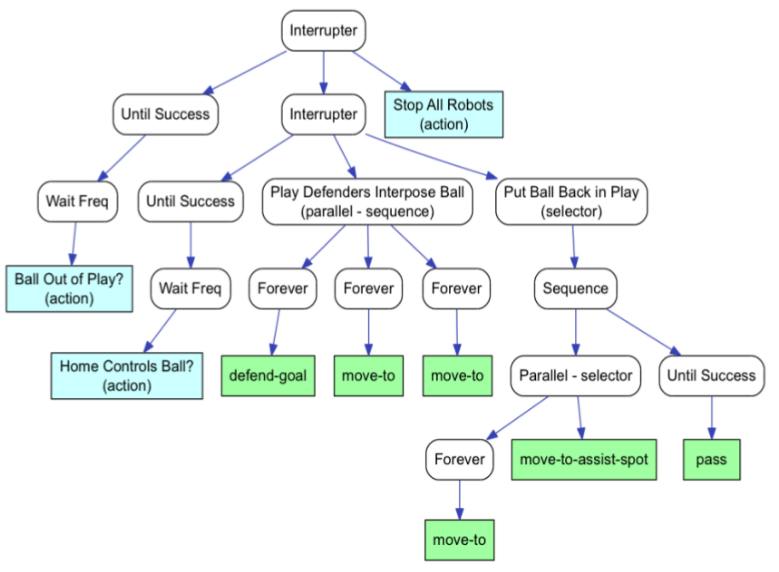 Interrupter
Until Success
Interrupter
Stop All Robots
(action)
Wait Freq
Until Success
Play Defenders Interpose Ball
(parallel - sequence)
Put Ball Back in Play
(selector)
Ball Out of Play?
(action)
Wait Freq
Forever
Forever
Forever
Sequence
Home Controls Ball?
(action)
defend-goal
move-to
move-to
Parallel - selector
Until Success
Forever
move-to-assist-spot
pass
move-to